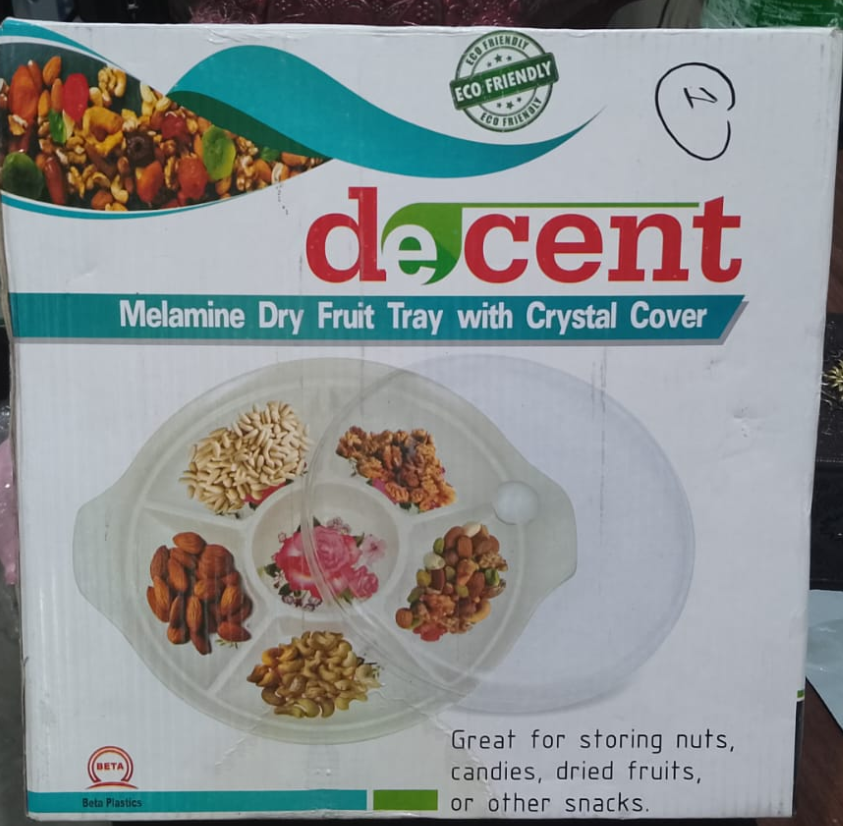 ECO FRIENDLY
ECO FRIENDLY
ECO FRIENDLY
decent
Melamine Dry Fruit Tray with Crystal Cover
Great for storing nuts,
candies, dried fruits,
or other snacks.
BETA
Beta Plastics